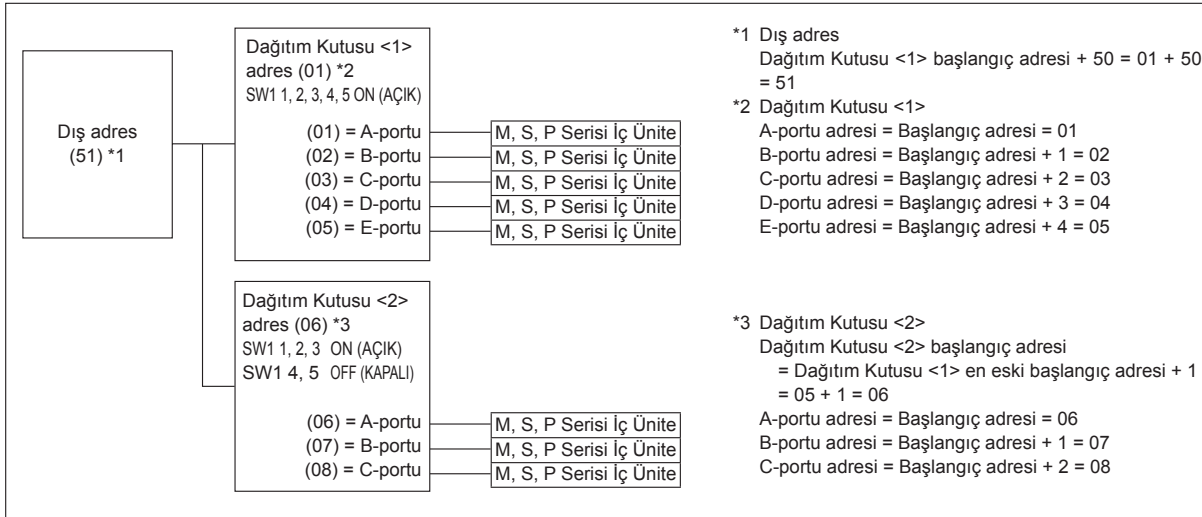 Dış adres
(51) *1
Dağıtım Kutusu <1>
adres (01) *2
SW1 1, 2, 3, 4, 5 ON (AÇIK)
(01) = A-portu
(02) = B-portu
(03) = C-portu
(04) = D-portu
(05) = E-portu
M, S, P Serisi İç Ünite
M, S, P Serisi İç Ünite
M, S, P Serisi İç Ünite
M, S, P Serisi İç Ünite
M, S, P Serisi İç Ünite
Dağıtım Kutusu <2>
adres (06) *3
SW1 1, 2, 3 ON (AÇIK)
SW1 4, 5 OFF (KAPALI)
(06) = A-portu
(07) = B-portu
(08) = C-portu
M, S, P Serisi İç Ünite
M, S, P Serisi İç Ünite
M, S, P Serisi İç Ünite
*1 Dış adres
Dağıtım Kutusu <1> başlangıç adresi + 50 = 01 + 50
= 51
*2 Dağıtım Kutusu <1>
A-portu adresi = Başlangıç adresi = 01
B-portu adresi = Başlangıç adresi + 1 = 02
C-portu adresi = Başlangıç adresi + 2 = 03
D-portu adresi = Başlangıç adresi + 3 = 04
E-portu adresi = Başlangıç adresi + 4 = 05
*3 Dağıtım Kutusu <2>
Dağıtım Kutusu <2> başlangıç adresi
= Dağıtım Kutusu <1> en eski başlangıç adresi + 1
= 05 + 1 = 06
A-portu adresi = Başlangıç adresi = 06
B-portu adresi = Başlangıç adresi + 1 = 07
C-portu adresi = Başlangıç adresi + 2 = 08